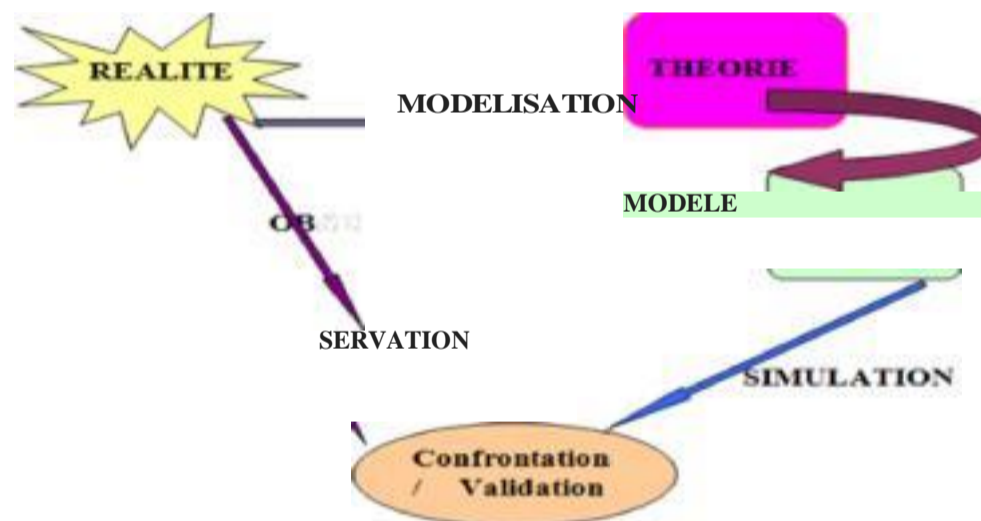 REALITE
THEORIE
MODELISATION
MODELE
OB
SERVATION
SIMULATION
Confrontation
/ Validation